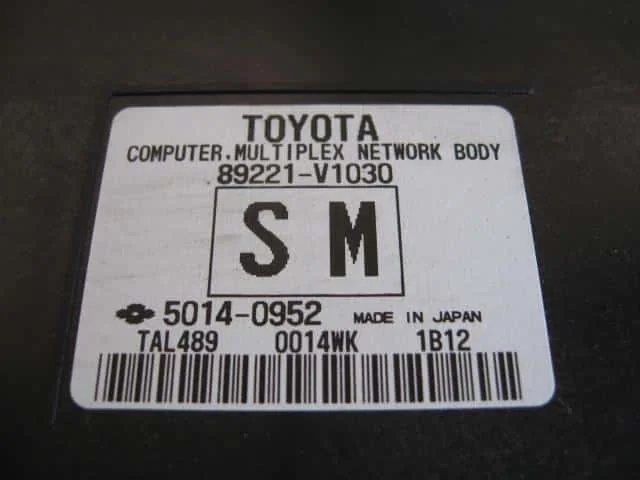 TOYOTA
COMPUTER.MULTIPLEX NETWORK BODY
89221-V1030
S M
5014-0952 MADE IN JAPAN
TAL489 0014WK 1B12